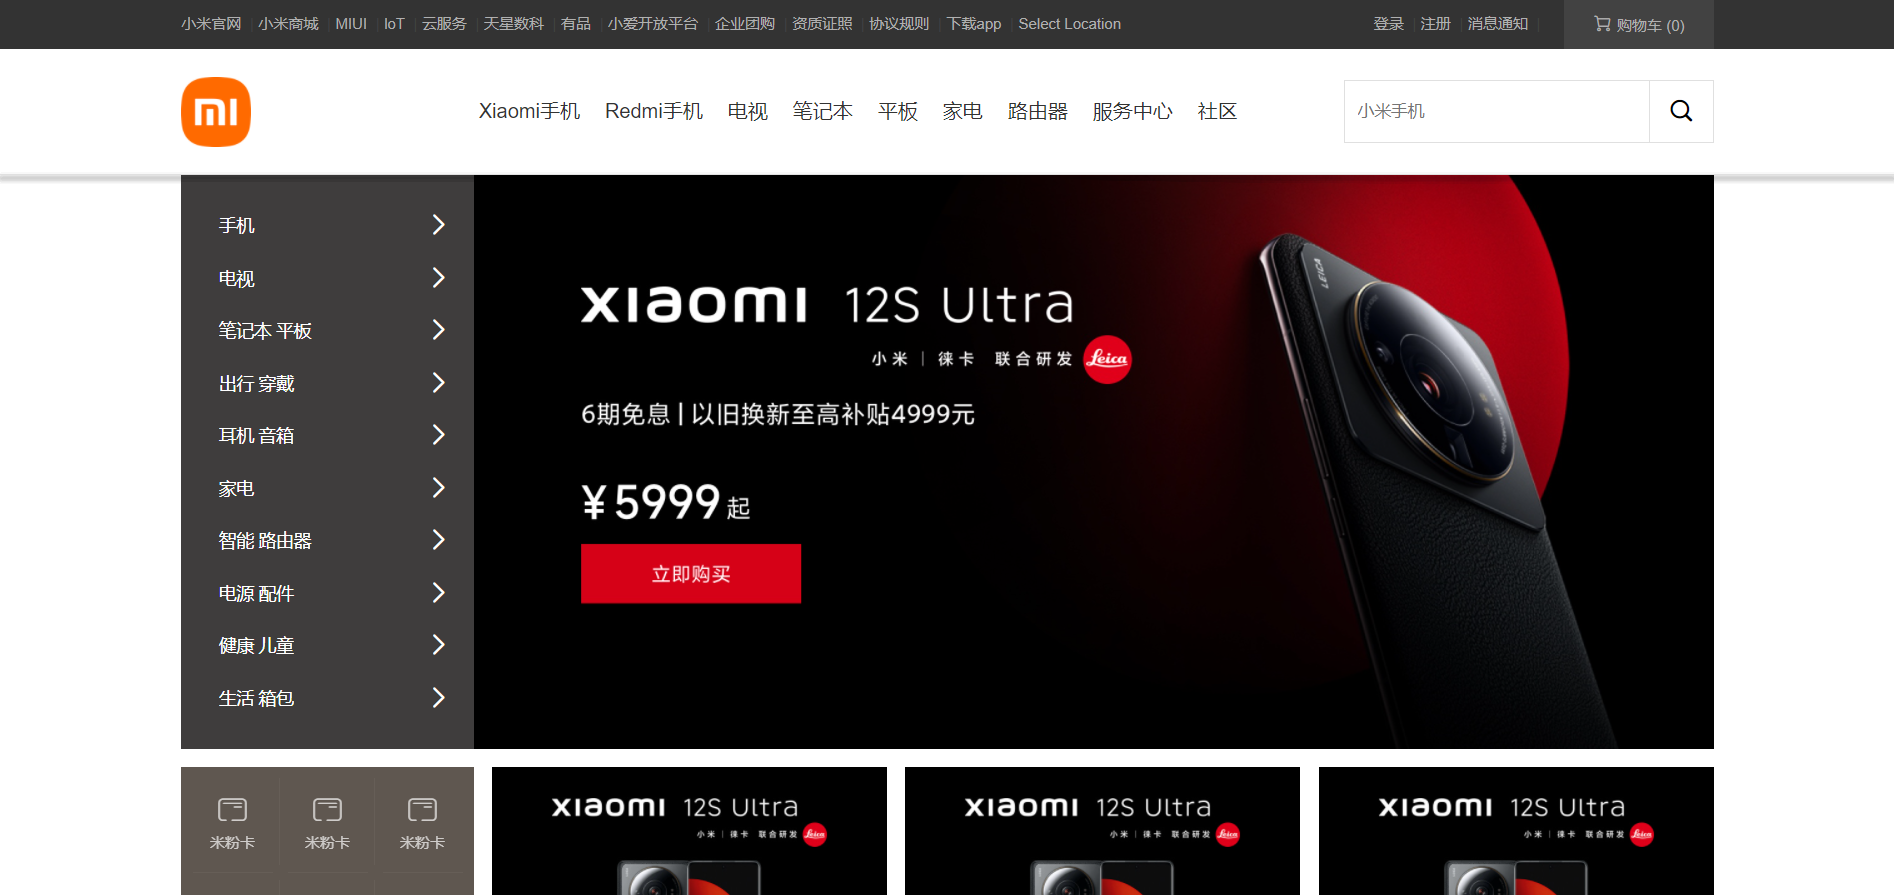 小米官网 小米商城 MIUI IoT 云服务 天星数科 有品 小爱开放平台 企业团购 资质证照 协议规则 下载app Select Location 登录 注册 消息通知 购物车 (0)
mi
Xiaomi手机 Redmi手机 电视 笔记本 平板 家电 路由器 服务中心 社区 小米手机
手机
电视
笔记本 平板
出行 穿戴
耳机 音箱
家电
智能 路由器
电源 配件
健康 儿童
生活 箱包
xiaomi 12S Ultra
小米 | 徕卡 联合研发 Leica
6期免息 | 以旧换新至高补贴4999元
¥5999起
立即购买
LEICA
米粉卡 米粉卡 米粉卡
xiaomi 12S Ultra
小米 | 徕卡 联合研发 Leica
xiaomi 12S Ultra
小米 | 徕卡 联合研发 Leica
xiaomi 12S Ultra
小米 | 徕卡 联合研发 Leica